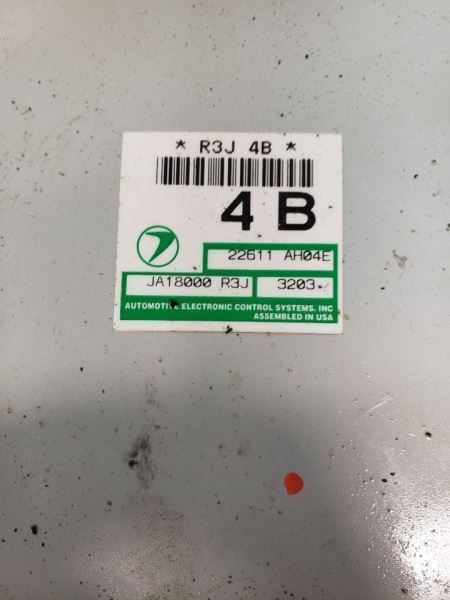 * R3J 4B *
4 B
22611 AH04E
JA18000 R3J 3203
AUTOMOTIVE ELECTRONIC CONTROL SYSTEMS, INC
ASSEMBLED IN USA